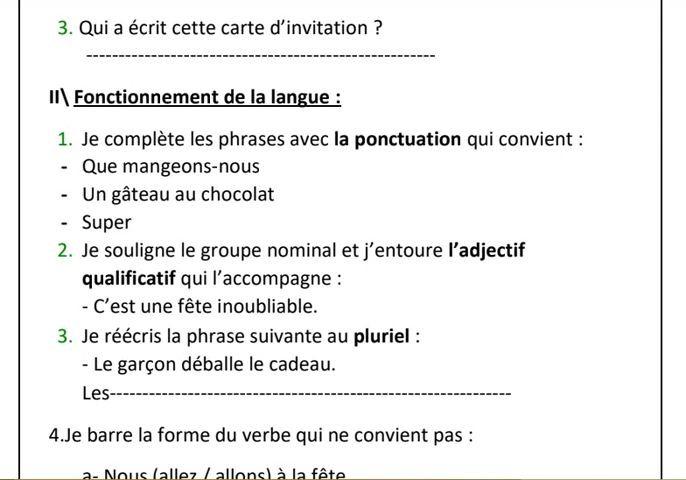 3. Qui a écrit cette carte d’invitation ?
------------------------------------------------------
II\ Fonctionnement de la langue :
1. Je complète les phrases avec la ponctuation qui convient :
- Que mangeons-nous
- Un gâteau au chocolat
- Super
2. Je souligne le groupe nominal et j’entoure l’adjectif
qualificatif qui l’accompagne :
- C’est une fête inoubliable.
3. Je réécris la phrase suivante au pluriel :
- Le garçon déballe le cadeau.
Les--------------------------------------------------------------
4.Je barre la forme du verbe qui ne convient pas :
a- Nous (allez / allons) à la fête